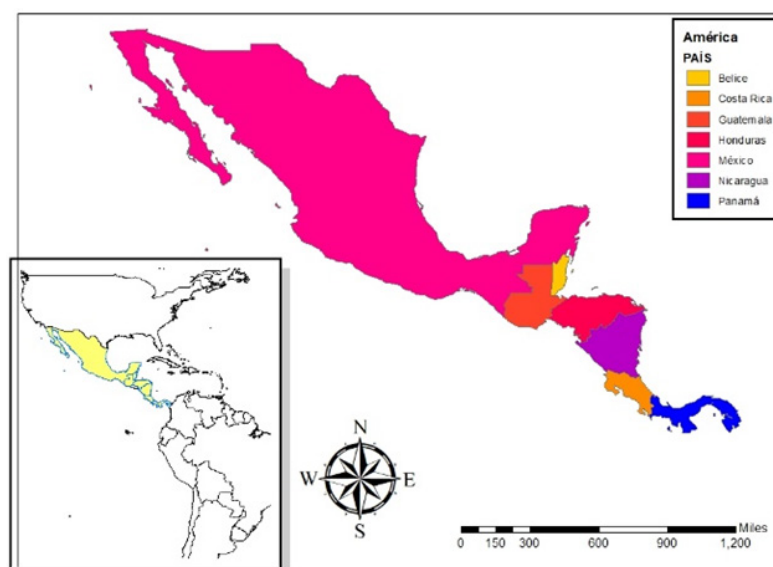 América
PAÍS
Belice
Costa Rica
Guatemala
Honduras
México
Nicaragua
Panamá
N
W E
S
Miles
0 150 300 600 900 1,200